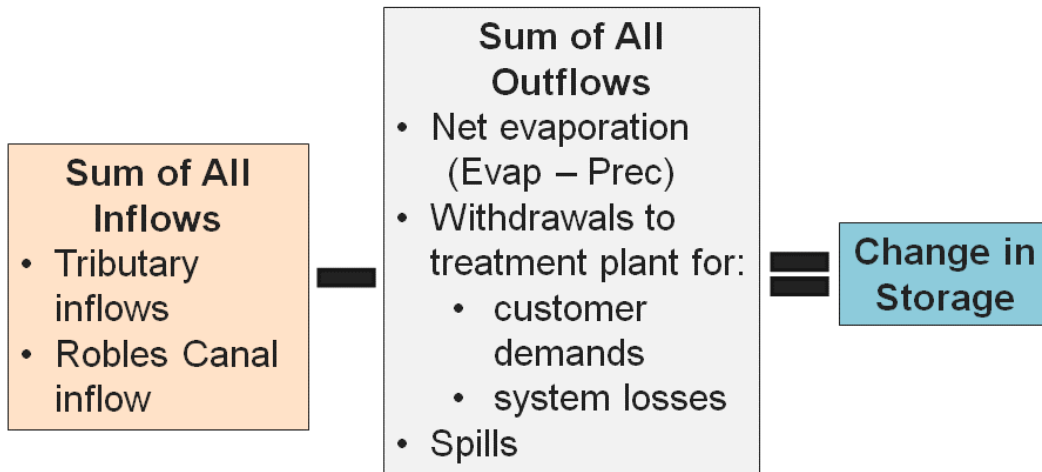 Sum of All
Inflows
• Tributary
inflows
• Robles Canal
inflow
Sum of All
Outflows
• Net evaporation
(Evap – Prec)
• Withdrawals to
treatment plant for:
• customer
demands
• system losses
• Spills
Change in
Storage